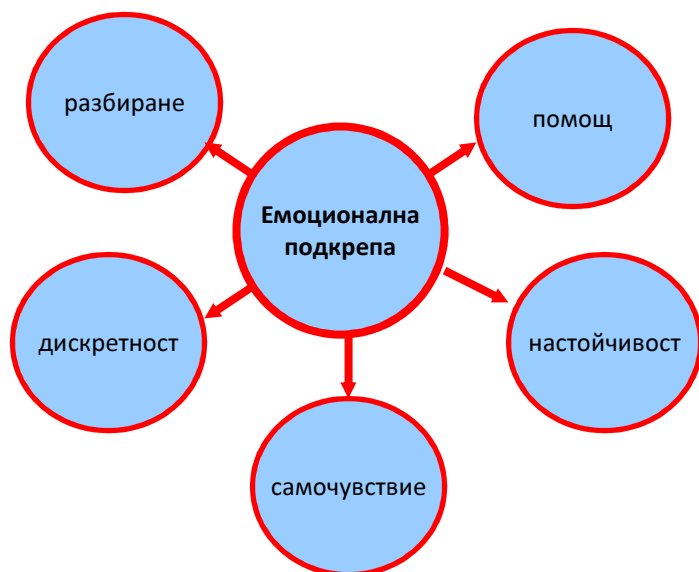 разбиране
помощ
Емоционална
подкрепа
дискретност
настойчивост
самочувствие